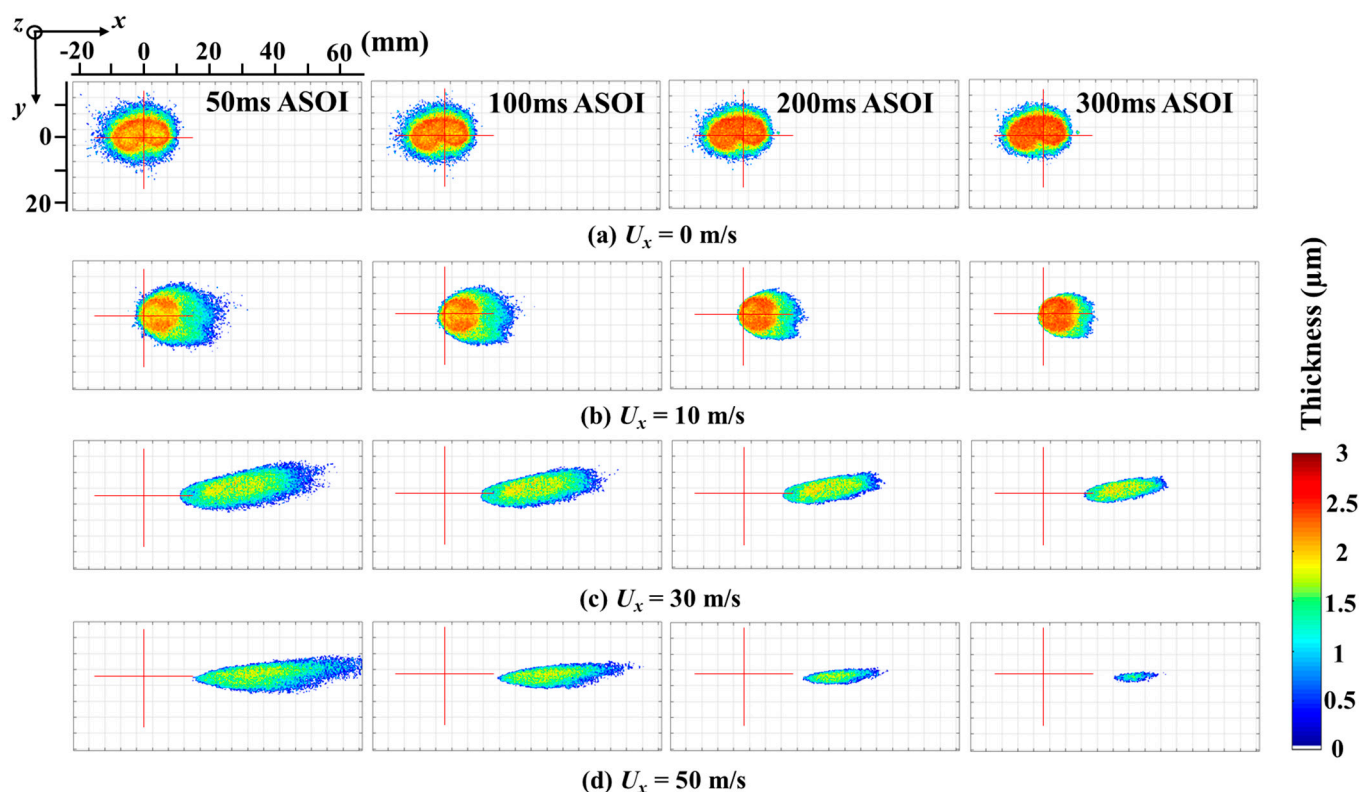 z x
-20 0 20 40 60 (mm)
y
0
20
50ms ASOI 100ms ASOI 200ms ASOI 300ms ASOI
(a) Uₓ = 0 m/s
(b) Uₓ = 10 m/s
(c) Uₓ = 30 m/s
(d) Uₓ = 50 m/s
Thickness (μm)
3
2.5
2
1.5
1
0.5
0